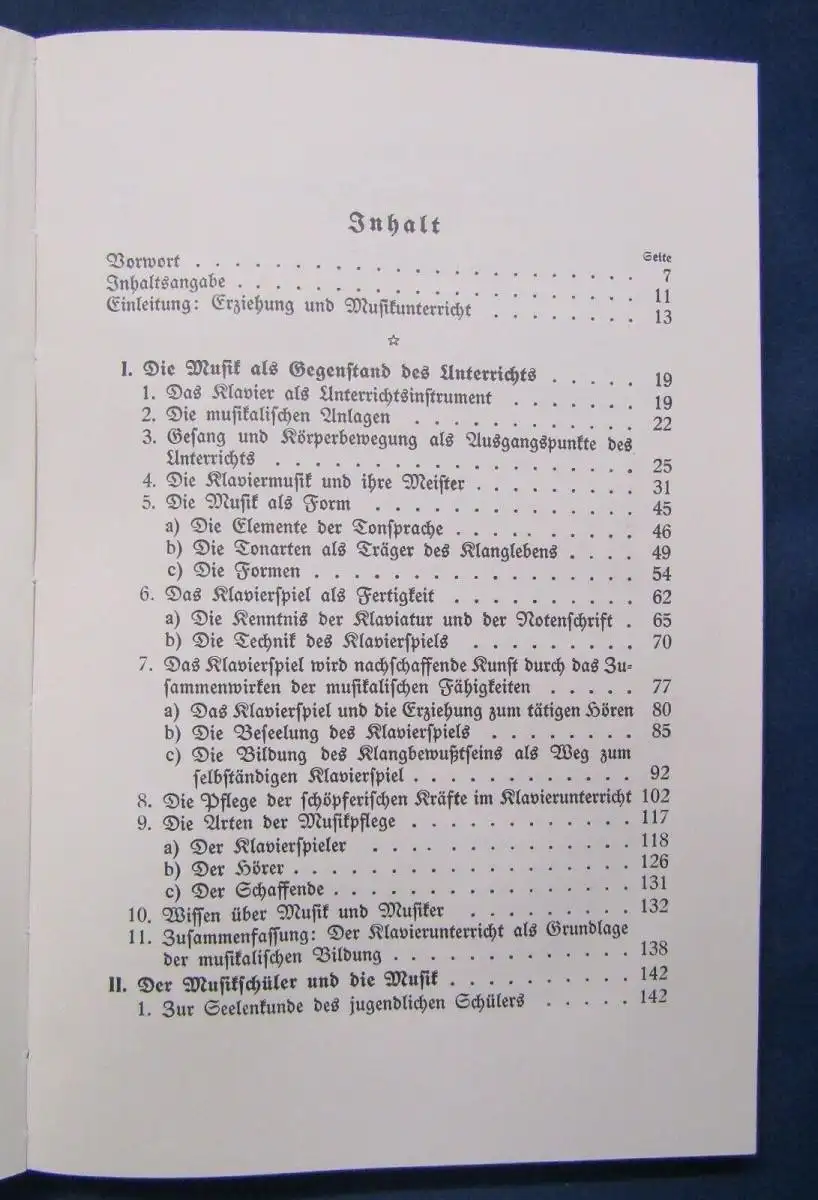 Inhalt
Seite
Vorwort . . . . . . . . . . . . . . . . . . . . 7
Inhaltsangabe . . . . . . . . . . . . . . . . . . 11
Einleitung: Erziehung und Musikunterricht . . . . . . . . 13
☆
I. Die Musik als Gegenstand des Unterrichts . . . . . 19
1. Das Klavier als Unterrichtsinstrument . . . . . . . 19
2. Die musikalischen Anlagen . . . . . . . . . . . . 22
3. Gesang und Körperbewegung als Ausgangspunkte des
Unterrichts . . . . . . . . . . . . . . . . . . 25
4. Die Klaviermusik und ihre Meister . . . . . . . . . 31
5. Die Musik als Form . . . . . . . . . . . . . . 45
a) Die Elemente der Tonsprache . . . . . . . . . . 46
b) Die Tonarten als Träger des Klanglebens . . . . 49
c) Die Formen . . . . . . . . . . . . . . . . 54
6. Das Klavierspiel als Fertigkeit . . . . . . . . . . 62
a) Die Kenntnis der Klaviatur und der Notenschrift . 65
b) Die Technik des Klavierspiels . . . . . . . . . 70
7. Das Klavierspiel wird nachschaffende Kunst durch das Zu-
sammenwirken der musikalischen Fähigkeiten . . . . . 77
a) Das Klavierspiel und die Erziehung zum tätigen Hören 80
b) Die Beseelung des Klavierspiels . . . . . . . . 85
c) Die Bildung des Klangbewußtseins als Weg zum
selbständigen Klavierspiel . . . . . . . . . . . . 92
8. Die Pflege der schöpferischen Kräfte im Klavierunterricht 102
9. Die Arten der Musikpflege . . . . . . . . . . . . 117
a) Der Klavierspieler . . . . . . . . . . . . . . 118
b) Der Hörer . . . . . . . . . . . . . . . . . 126
c) Der Schaffende . . . . . . . . . . . . . . . 131
10. Wissen über Musik und Musiker . . . . . . . . . 132
11. Zusammenfassung: Der Klavierunterricht als Grundlage
der musikalischen Bildung . . . . . . . . . . . . . 138
II. Der Musikschüler und die Musik . . . . . . . . . . 142
1. Zur Seelenkunde des jugendlichen Schülers . . . . . 142